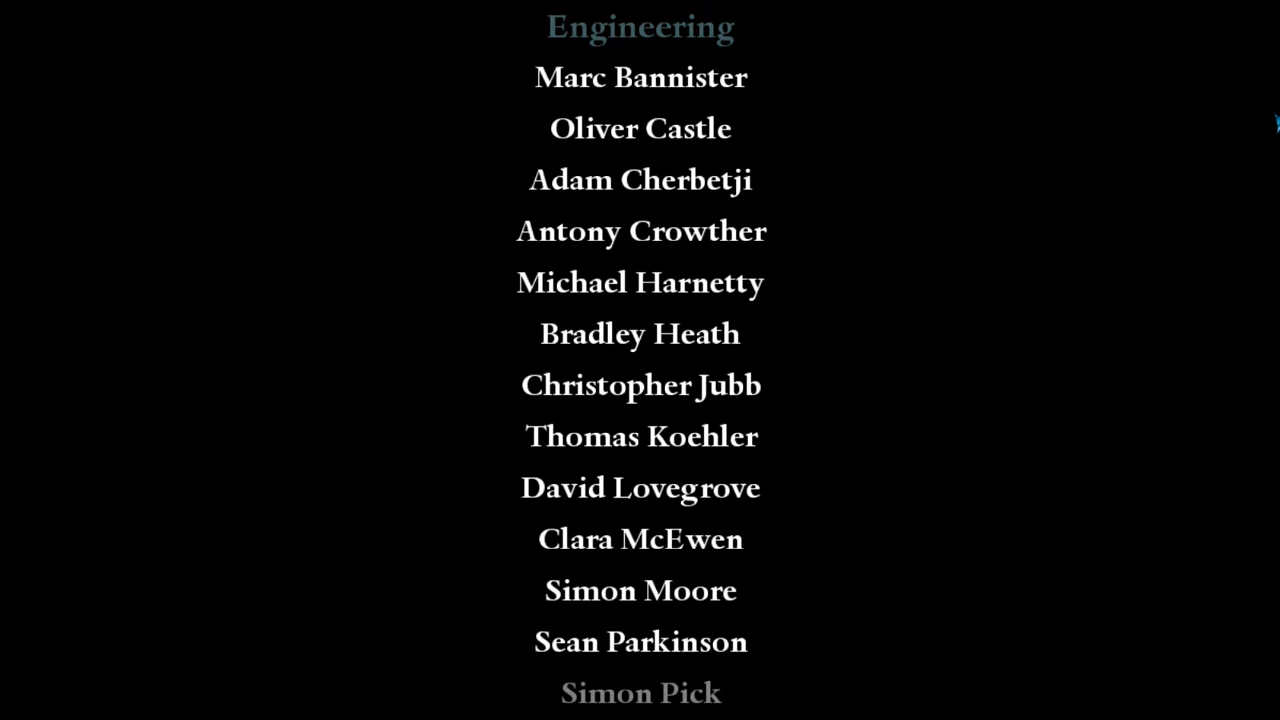 Engineering
Marc Bannister
Oliver Castle
Adam Cherbetji
Antony Crowther
Michael Harnetty
Bradley Heath
Christopher Jubb
Thomas Koehler
David Lovegrove
Clara McEwen
Simon Moore
Sean Parkinson
Simon Pick